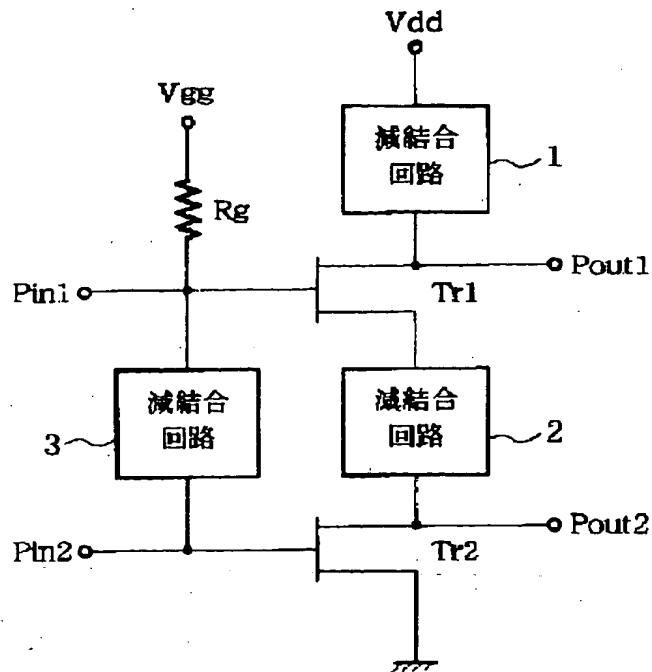 Vdd
Vgg
減結合
回路
1
Rg
Pin1
Pout1
Tr1
減結合
回路
3
減結合
回路
2
Pin2
Pout2
Tr2